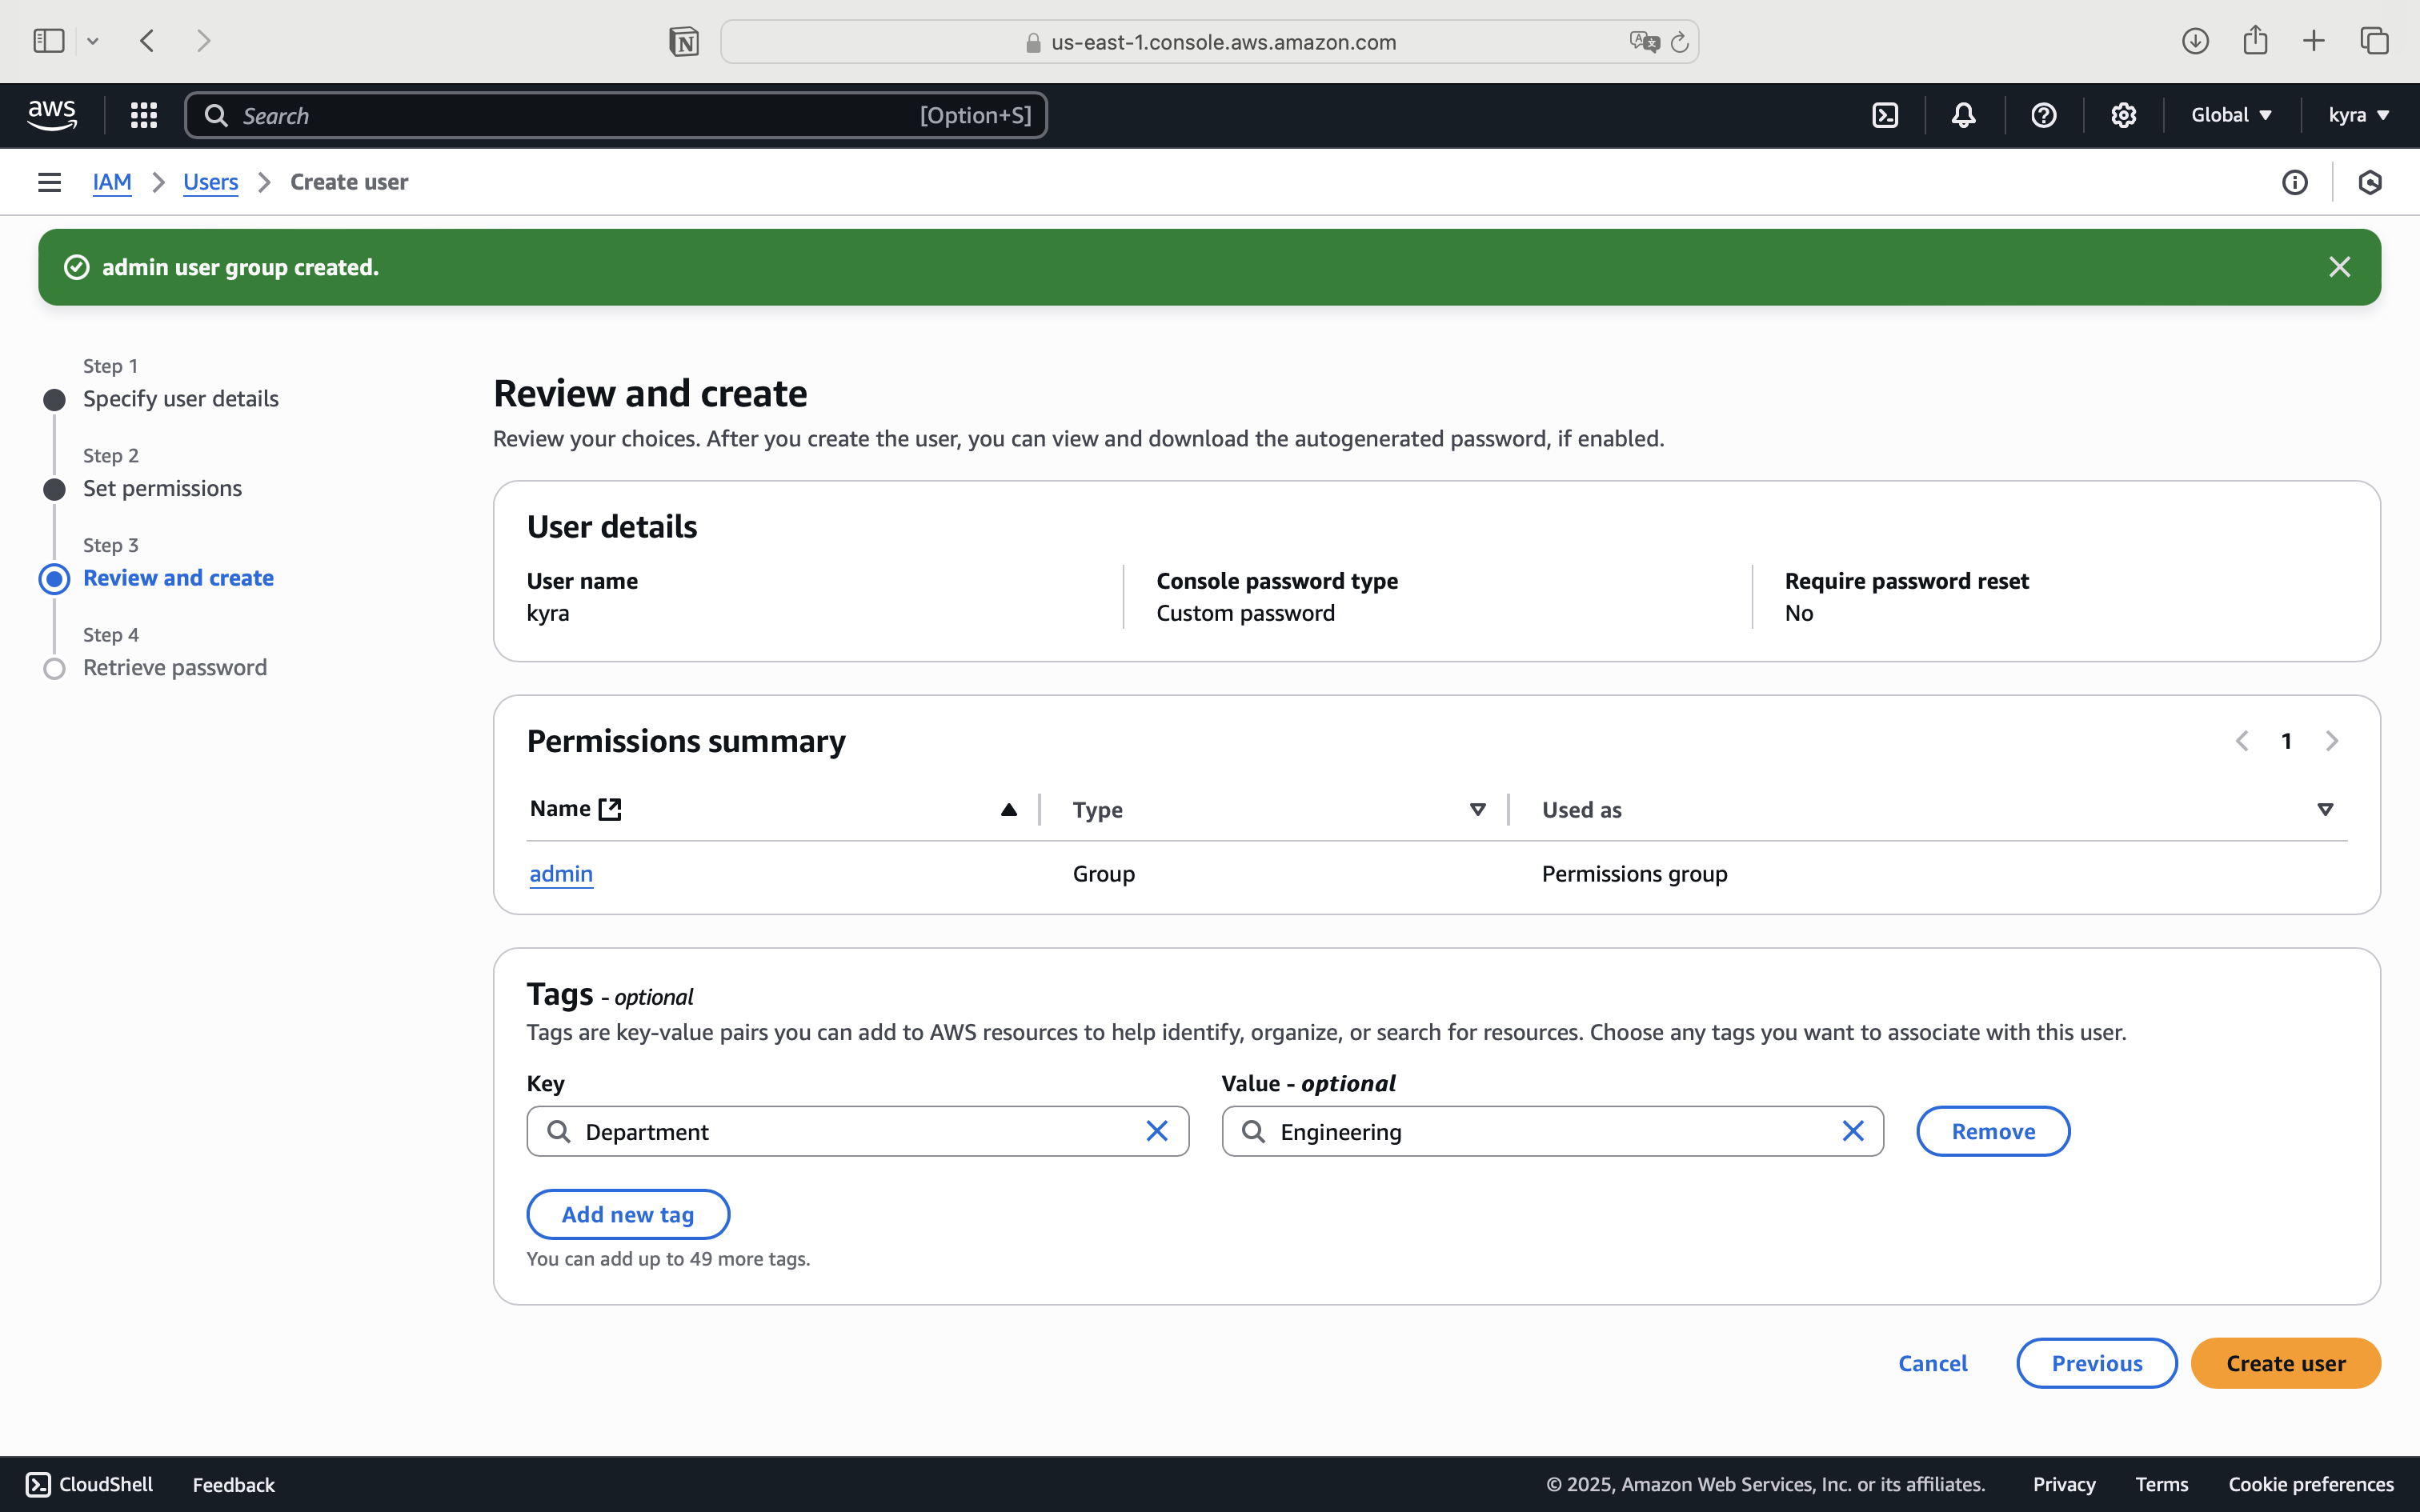 us-east-1.console.aws.amazon.com
aws
Search
[Option+S]
Global
kyra
IAM
Users
Create user
admin user group created.
Step 1
Specify user details
Step 2
Set permissions
Step 3
Review and create
Step 4
Retrieve password
Review and create
Review your choices. After you create the user, you can view and download the autogenerated password, if enabled.
User details
User name
kyra
Console password type
Custom password
Require password reset
No
Permissions summary
1
Name
Type
Used as
admin
Group
Permissions group
Tags - optional
Tags are key-value pairs you can add to AWS resources to help identify, organize, or search for resources. Choose any tags you want to associate with this user.
Key
Value - optional
Department
Engineering
Remove
Add new tag
You can add up to 49 more tags.
Cancel
Previous
Create user
CloudShell
Feedback
© 2025, Amazon Web Services, Inc. or its affiliates.
Privacy
Terms
Cookie preferences